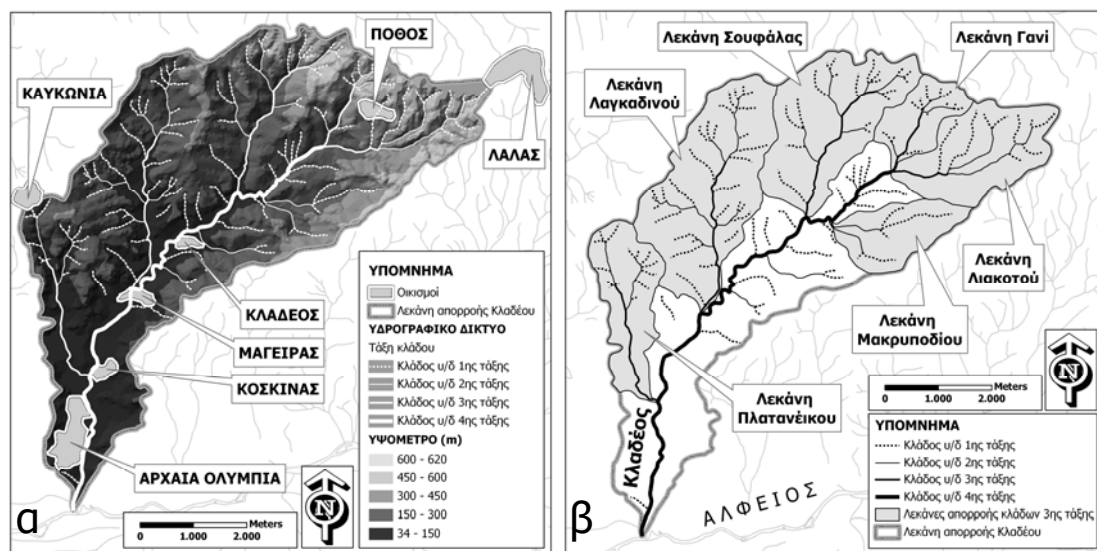 ΠΟΘΟΣ
ΚΑΥΚΩΝΙΑ
ΛΑΛΑΣ
ΚΛΑΔΕΟΣ
ΜΑΓΕΙΡΑΣ
ΚΟΣΚΙΝΑΣ
ΑΡΧΑΙΑ ΟΛΥΜΠΙΑ
ΥΠΟΜΝΗΜΑ
Οικισμοί
Λεκάνη απορροής Κλαδέου
ΥΔΡΟΓΡΑΦΙΚΟ ΔΙΚΤΥΟ
Τάξη κλάδου
Κλάδος υ/δ 1ης τάξης
Κλάδος υ/δ 2ης τάξης
Κλάδος υ/δ 3ης τάξης
Κλάδος υ/δ 4ης τάξης
ΥΨΟΜΕΤΡΟ (m)
600 - 620
450 - 600
300 - 450
150 - 300
34 - 150
N
0 1.000 2.000 Meters
α
Λεκάνη Σουφάλας
Λεκάνη Γανί
Λεκάνη
Λαγκαδινού
Λεκάνη
Λιακοτού
Λεκάνη
Μακρυποδίου
Λεκάνη
Πλατανέικου
Κλαδέος
ΑΛΦΕΙΟΣ
0 1.000 2.000 Meters
N
ΥΠΟΜΝΗΜΑ
Κλάδος υ/δ 1ης τάξης
Κλάδος υ/δ 2ης τάξης
Κλάδος υ/δ 3ης τάξης
Κλάδος υ/δ 4ης τάξης
Λεκάνες απορροής κλάδων 3ης τάξης
Λεκάνη απορροής Κλαδέου
β